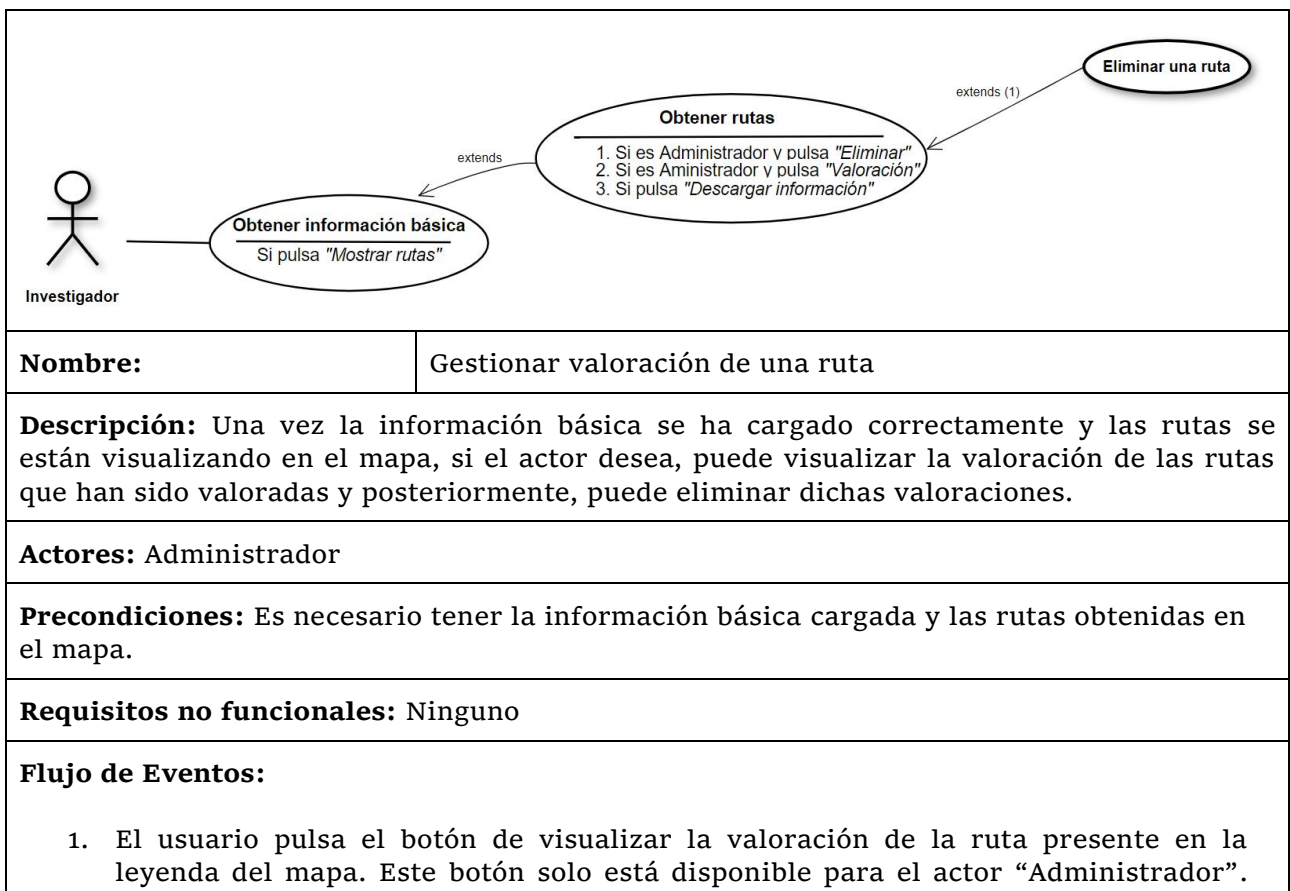 Eliminar una ruta
extends (1)
Obtener rutas
1. Si es Administrador y pulsa "Eliminar"
2. Si es Aministrador y pulsa "Valoración"
3. Si pulsa "Descargar información"
extends
Obtener información básica
Si pulsa "Mostrar rutas"
Investigador
Nombre: Gestionar valoración de una ruta
Descripción: Una vez la información básica se ha cargado correctamente y las rutas se
están visualizando en el mapa, si el actor desea, puede visualizar la valoración de las rutas
que han sido valoradas y posteriormente, puede eliminar dichas valoraciones.
Actores: Administrador
Precondiciones: Es necesario tener la información básica cargada y las rutas obtenidas en
el mapa.
Requisitos no funcionales: Ninguno
Flujo de Eventos:
1. El usuario pulsa el botón de visualizar la valoración de la ruta presente en la
leyenda del mapa. Este botón solo está disponible para el actor “Administrador”.